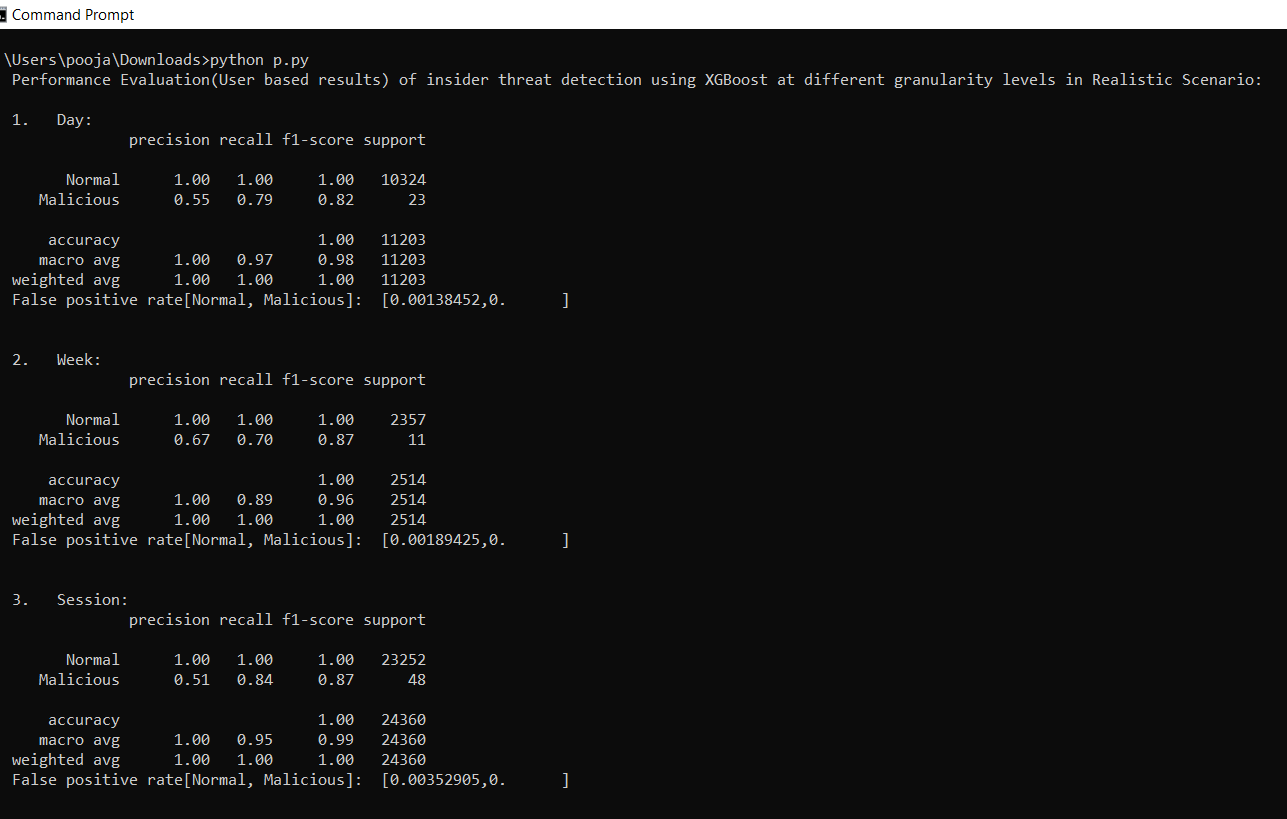 Command Prompt
\Users\pooja\Downloads>python p.py
Performance Evaluation(User based results) of insider threat detection using XGBoost at different granularity levels in Realistic Scenario:
1. Day:
precision recall f1-score support
Normal 1.00 1.00 1.00 10324
Malicious 0.55 0.79 0.82 23
accuracy 1.00 11203
macro avg 1.00 0.97 0.98 11203
weighted avg 1.00 1.00 1.00 11203
False positive rate[Normal, Malicious]: [0.00138452,0. ]
2. Week:
precision recall f1-score support
Normal 1.00 1.00 1.00 2357
Malicious 0.67 0.70 0.87 11
accuracy 1.00 2514
macro avg 1.00 0.89 0.96 2514
weighted avg 1.00 1.00 1.00 2514
False positive rate[Normal, Malicious]: [0.00189425,0. ]
3. Session:
precision recall f1-score support
Normal 1.00 1.00 1.00 23252
Malicious 0.51 0.84 0.87 48
accuracy 1.00 24360
macro avg 1.00 0.95 0.99 24360
weighted avg 1.00 1.00 1.00 24360
False positive rate[Normal, Malicious]: [0.00352905,0. ]